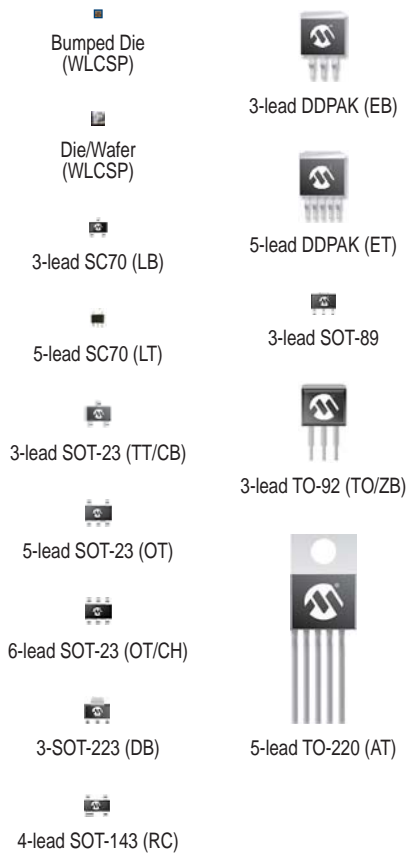 Bumped Die
(WLCSP)
Die/Wafer
(WLCSP)
3-lead SC70 (LB)
5-lead SC70 (LT)
3-lead SOT-23 (TT/CB)
5-lead SOT-23 (OT)
6-lead SOT-23 (OT/CH)
3-SOT-223 (DB)
4-lead SOT-143 (RC)
3-lead DDPAK (EB)
5-lead DDPAK (ET)
3-lead SOT-89
3-lead TO-92 (TO/ZB)
5-lead TO-220 (AT)